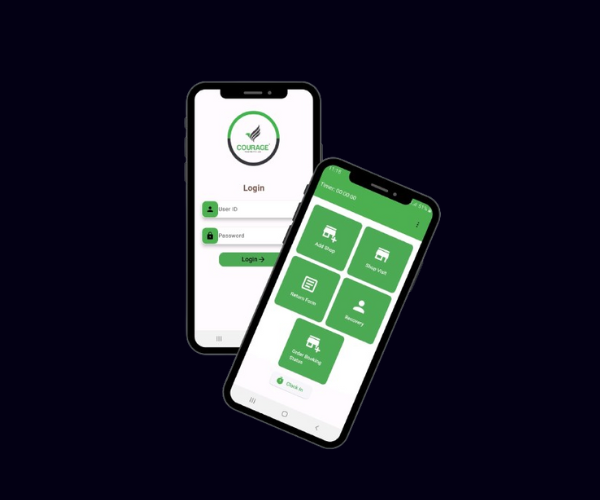 COURAGE
Login
User ID
Password
Login
Timer: 00:00:00
Add Shop
Shop Visit
Return Form
Recovery
Order Booking
Status
Clock In